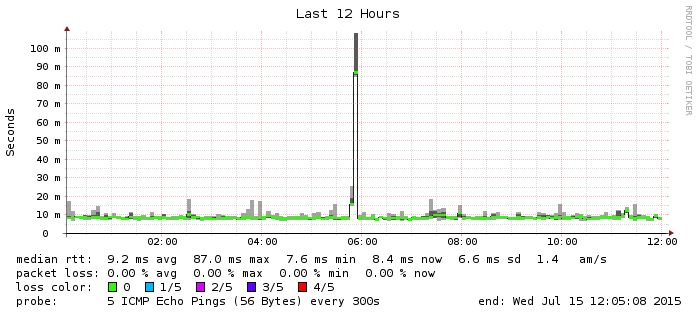 Last 12 Hours
RRDTOOL / TOBI OETIKER
Seconds
100 m
90 m
80 m
70 m
60 m
50 m
40 m
30 m
20 m
10 m
0
02:00 04:00 06:00 08:00 10:00 12:00
median rtt: 9.2 ms avg 87.0 ms max 7.6 ms min 8.4 ms now 6.6 ms sd 1.4 am/s
packet loss: 0.00 % avg 0.00 % max 0.00 % min 0.00 % now
loss color: 0 1/5 2/5 3/5 4/5
probe: 5 ICMP Echo Pings (56 Bytes) every 300s end: Wed Jul 15 12:05:08 2015